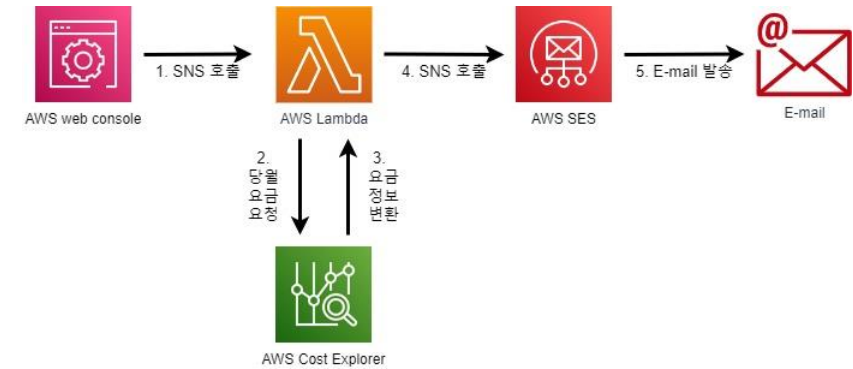 @
1. SNS 호출
4. SNS 호출
5. E-mail 발송
AWS web console
AWS Lambda
AWS SES
E-mail
2.
당월
요금
요청
3.
요금
정보
변환
AWS Cost Explorer